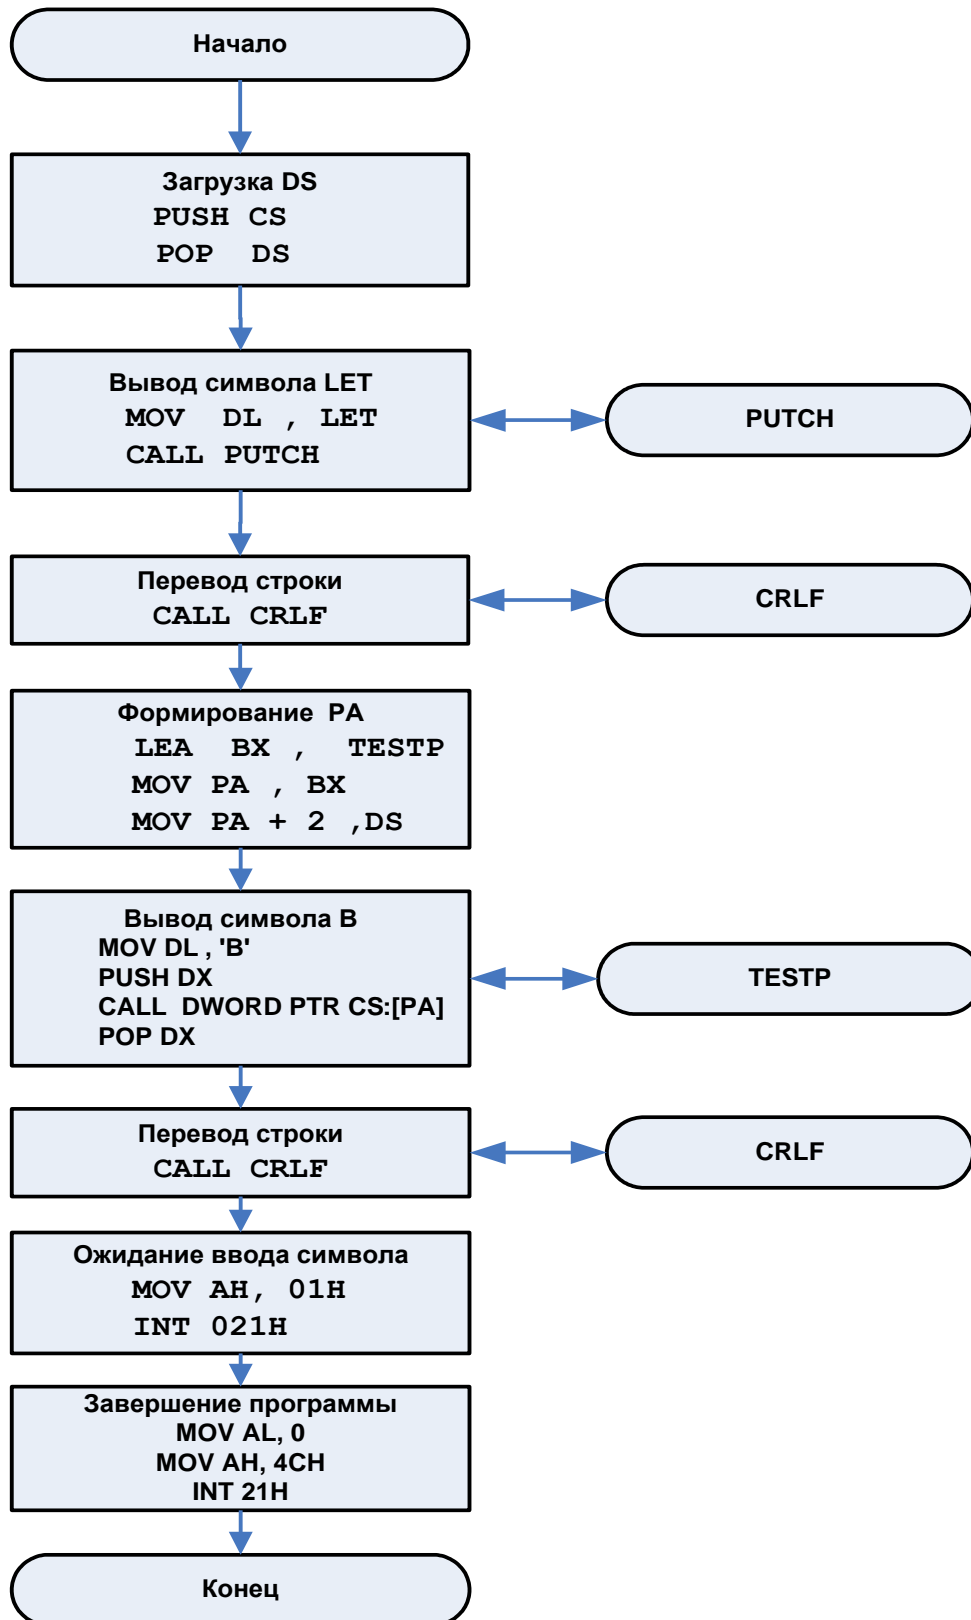 Начало
Загрузка DS
PUSH CS
POP DS
Вывод символа LET
MOV DL , LET
CALL PUTCH
PUTCH
Перевод строки
CALL CRLF
CRLF
Формирование PA
LEA BX , TESTP
MOV PA , BX
MOV PA + 2 ,DS
Вывод символа B
MOV DL , 'B'
PUSH DX
CALL DWORD PTR CS:[PA]
POP DX
TESTP
Перевод строки
CALL CRLF
CRLF
Ожидание ввода символа
MOV AH, 01H
INT 021H
Завершение программы
MOV AL, 0
MOV AH, 4CH
INT 21H
Конец